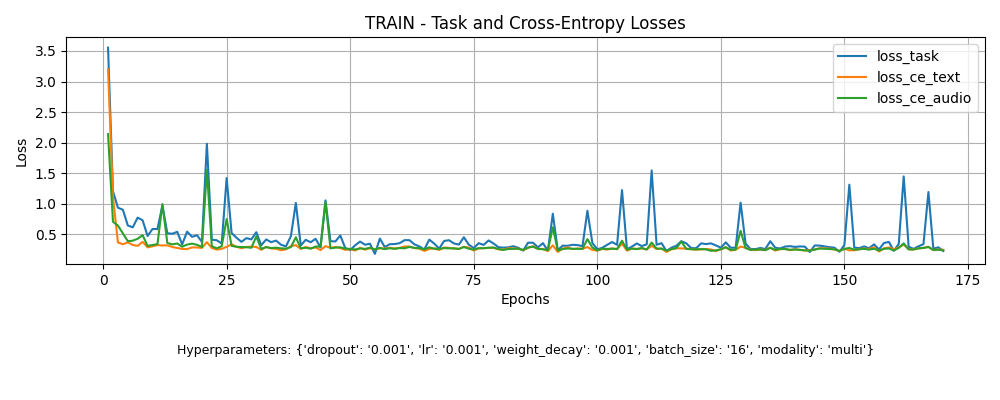 TRAIN - Task and Cross-Entropy Losses
3.5
3.0
2.5
2.0
1.5
1.0
0.5
Loss
loss_task
loss_ce_text
loss_ce_audio
0 25 50 75 100 125 150 175
Epochs
Hyperparameters: {'dropout': '0.001', 'lr': '0.001', 'weight_decay': '0.001', 'batch_size': '16', 'modality': 'multi'}